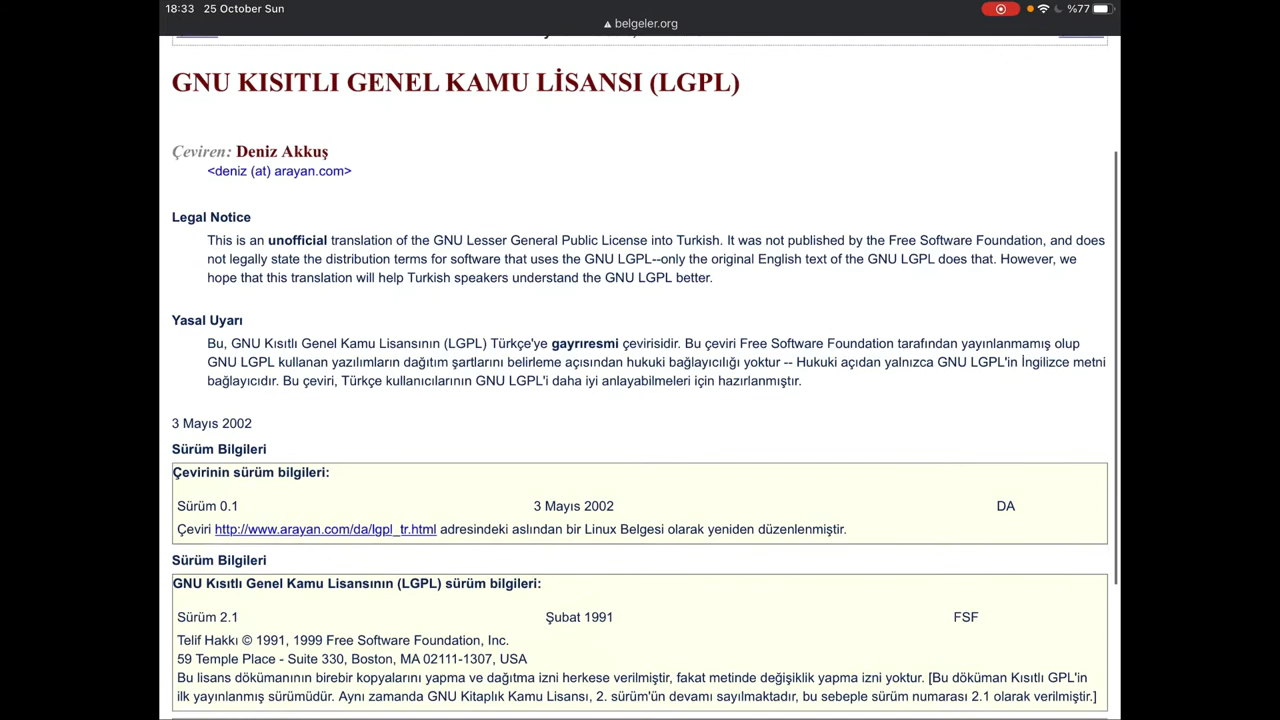 18:33 25 October Sun
%77
belgeler.org
GNU KISITLI GENEL KAMU LİSANSI (LGPL)
Çeviren: Deniz Akkuş
<deniz (at) arayan.com>
Legal Notice
This is an unofficial translation of the GNU Lesser General Public License into Turkish. It was not published by the Free Software Foundation, and does
not legally state the distribution terms for software that uses the GNU LGPL--only the original English text of the GNU LGPL does that. However, we
hope that this translation will help Turkish speakers understand the GNU LGPL better.
Yasal Uyarı
Bu, GNU Kısıtlı Genel Kamu Lisansının (LGPL) Türkçe'ye gayrıresmi çevirisidir. Bu çeviri Free Software Foundation tarafından yayınlanmamış olup
GNU LGPL kullanan yazılımların dağıtım şartlarını belirleme açısından hukuki bağlayıcılığı yoktur -- Hukuki açıdan yalnızca GNU LGPL'in İngilizce metni
bağlayıcıdır. Bu çeviri, Türkçe kullanıcılarının GNU LGPL'i daha iyi anlayabilmeleri için hazırlanmıştır.
3 Mayıs 2002
Sürüm Bilgileri
Çevirinin sürüm bilgileri:
Sürüm 0.1 3 Mayıs 2002 DA
Çeviri http://www.arayan.com/da/lgpl_tr.html adresindeki aslından bir Linux Belgesi olarak yeniden düzenlenmiştir.
Sürüm Bilgileri
GNU Kısıtlı Genel Kamu Lisansının (LGPL) sürüm bilgileri:
Sürüm 2.1 Şubat 1991 FSF
Telif Hakkı © 1991, 1999 Free Software Foundation, Inc.
59 Temple Place - Suite 330, Boston, MA 02111-1307, USA
Bu lisans dökümanının birebir kopyalarını yapma ve dağıtma izni herkese verilmiştir, fakat metinde değişiklik yapma izni yoktur. [Bu döküman Kısıtlı GPL'in
ilk yayınlanmış sürümüdür. Aynı zamanda GNU Kitaplık Kamu Lisansı, 2. sürüm'ün devamı sayılmaktadır, bu sebeple sürüm numarası 2.1 olarak verilmiştir.]